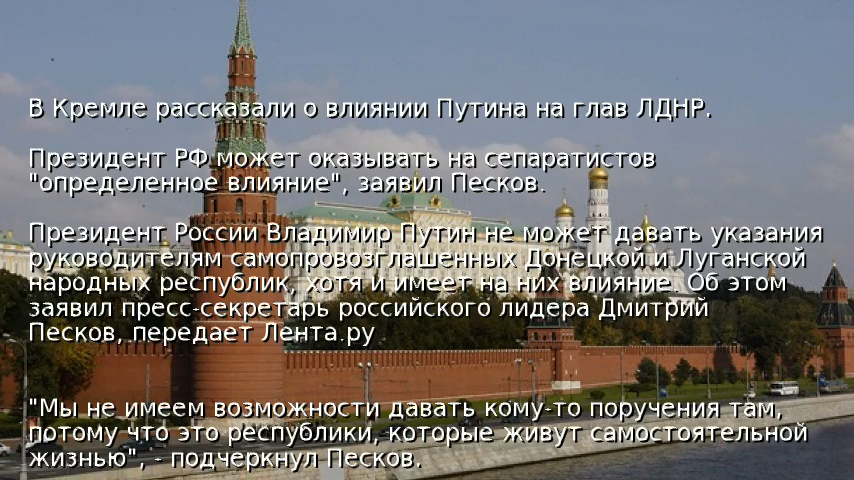 В Кремле рассказали о влиянии Путина на глав ЛДНР.
Президент РФ может оказывать на сепаратистов
"определенное влияние", заявил Песков.
Президент России Владимир Путин не может давать указания
руководителям самопровозглашенных Донецкой и Луганской
народных республик, хотя и имеет на них влияние. Об этом
заявил пресс-секретарь российского лидера Дмитрий
Песков, передает Лента.ру
"Мы не имеем возможности давать кому-то поручения там,
потому что это республики, которые живут самостоятельной
жизнью", - подчеркнул Песков.